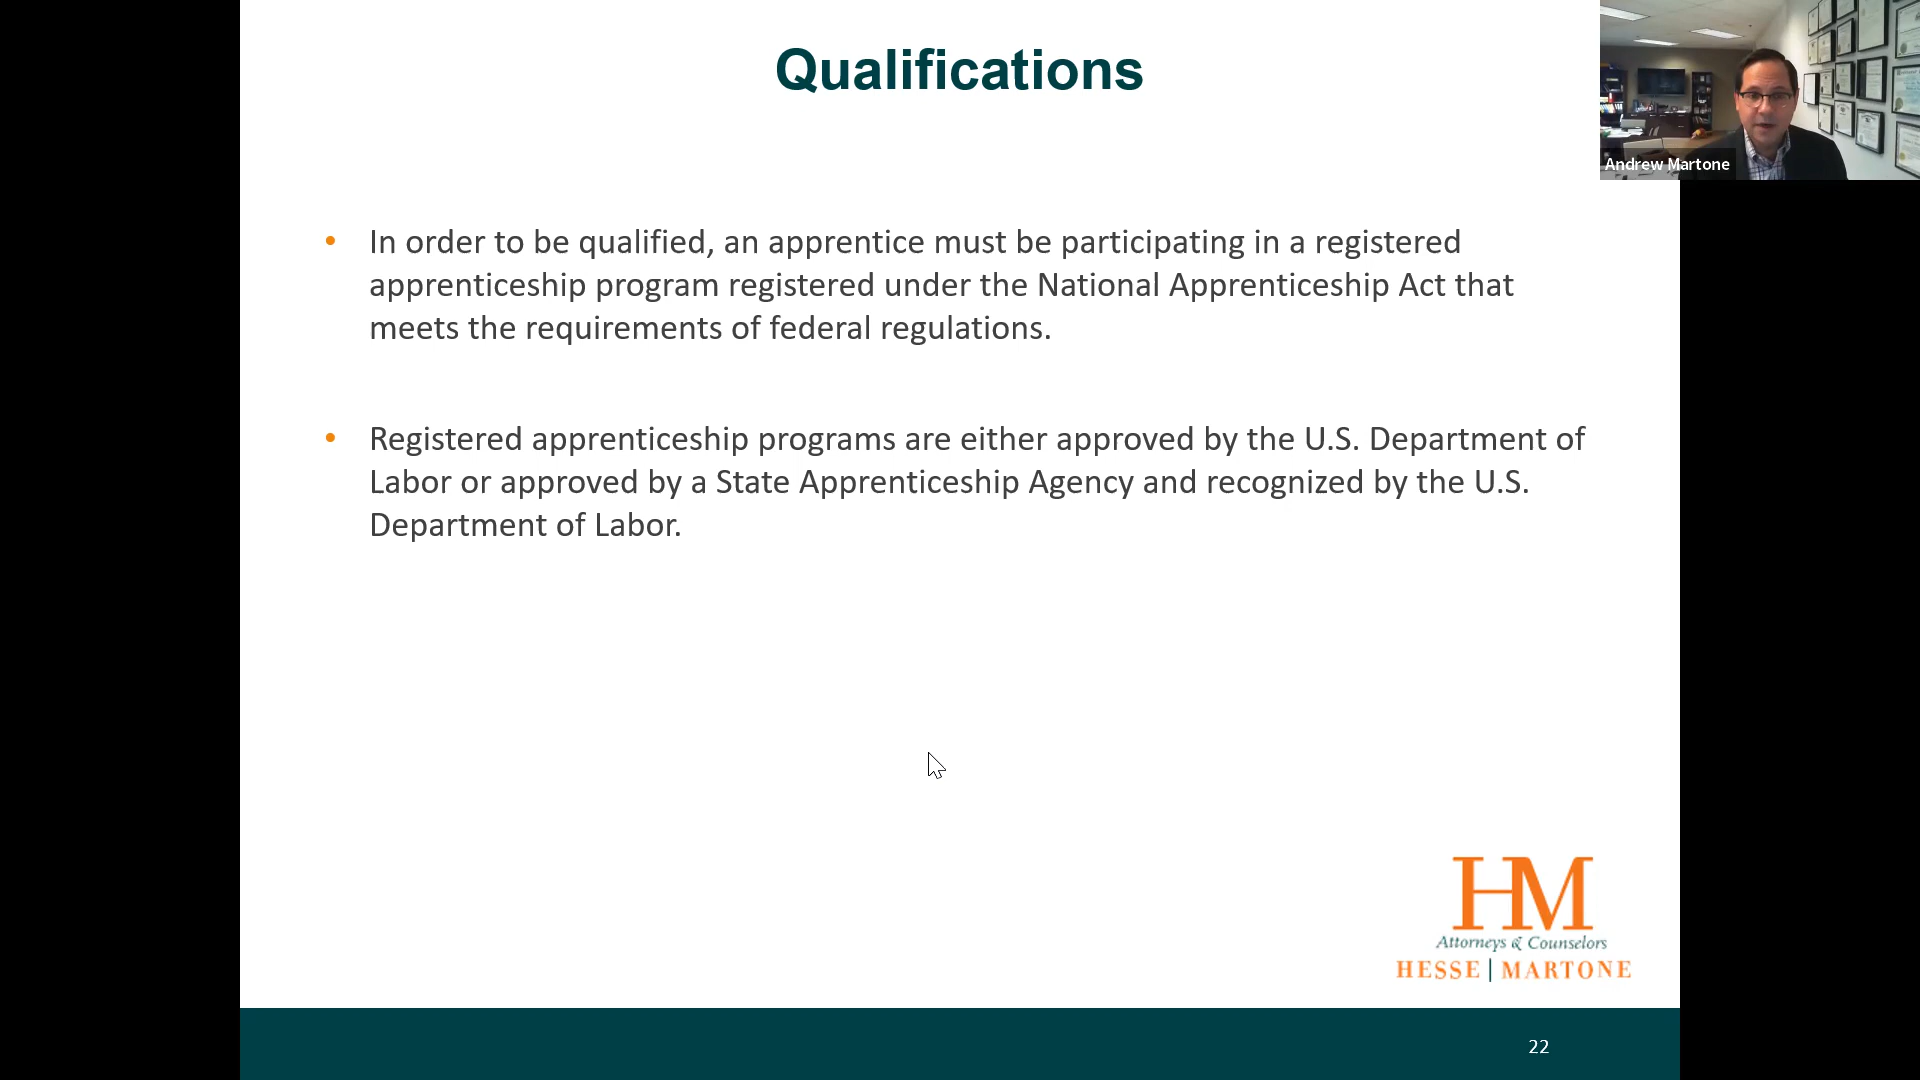 Qualifications
Andrew Martone
• In order to be qualified, an apprentice must be participating in a registered
apprenticeship program registered under the National Apprenticeship Act that
meets the requirements of federal regulations.
• Registered apprenticeship programs are either approved by the U.S. Department of
Labor or approved by a State Apprenticeship Agency and recognized by the U.S.
Department of Labor.
HM
Attorneys & Counselors
HESSE | MARTONE
22